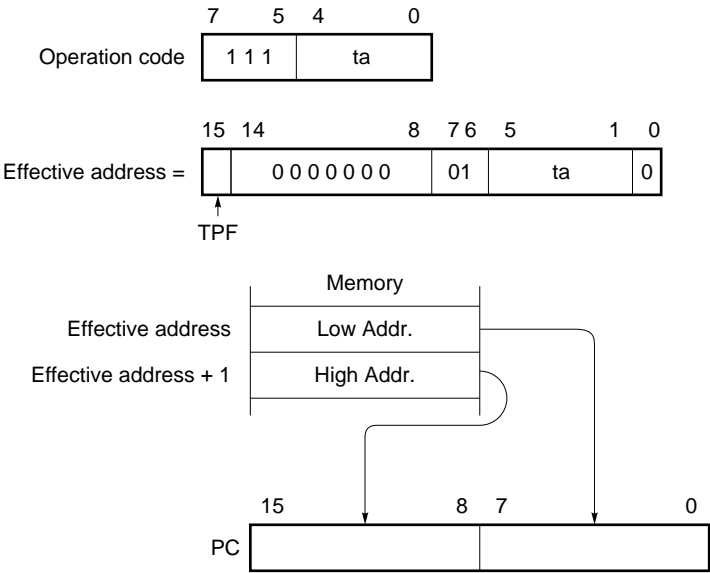 7 5 4 0
Operation code 1 1 1 ta
15 14 8 7 6 5 1 0
Effective address = 0 0 0 0 0 0 0 01 ta 0
TPF
Memory
Effective address Low Addr.
Effective address + 1 High Addr.
15 8 7 0
PC